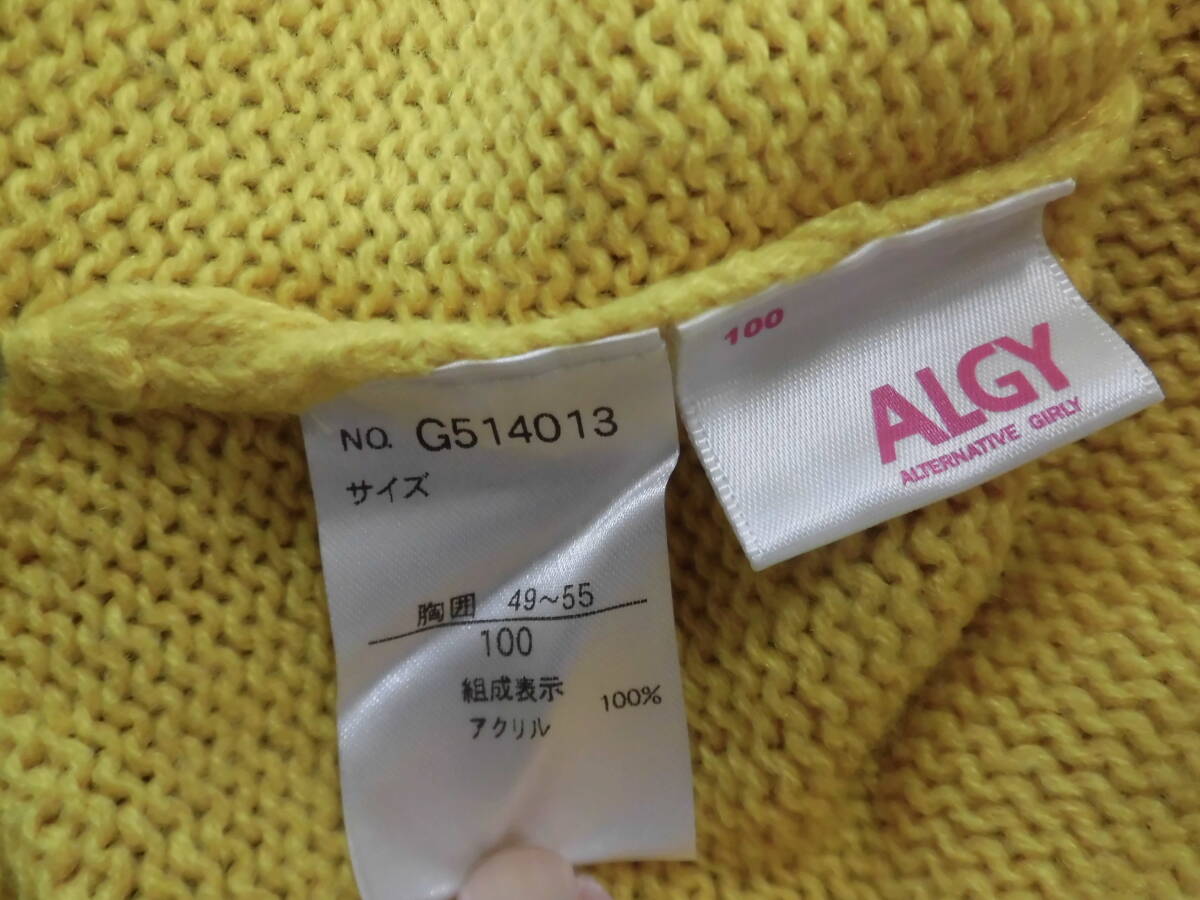 NO. G514013
サイズ
胸囲 49~55
100
組成表示
アクリル 100%
100
ALGY
ALTERNATIVE GIRLY